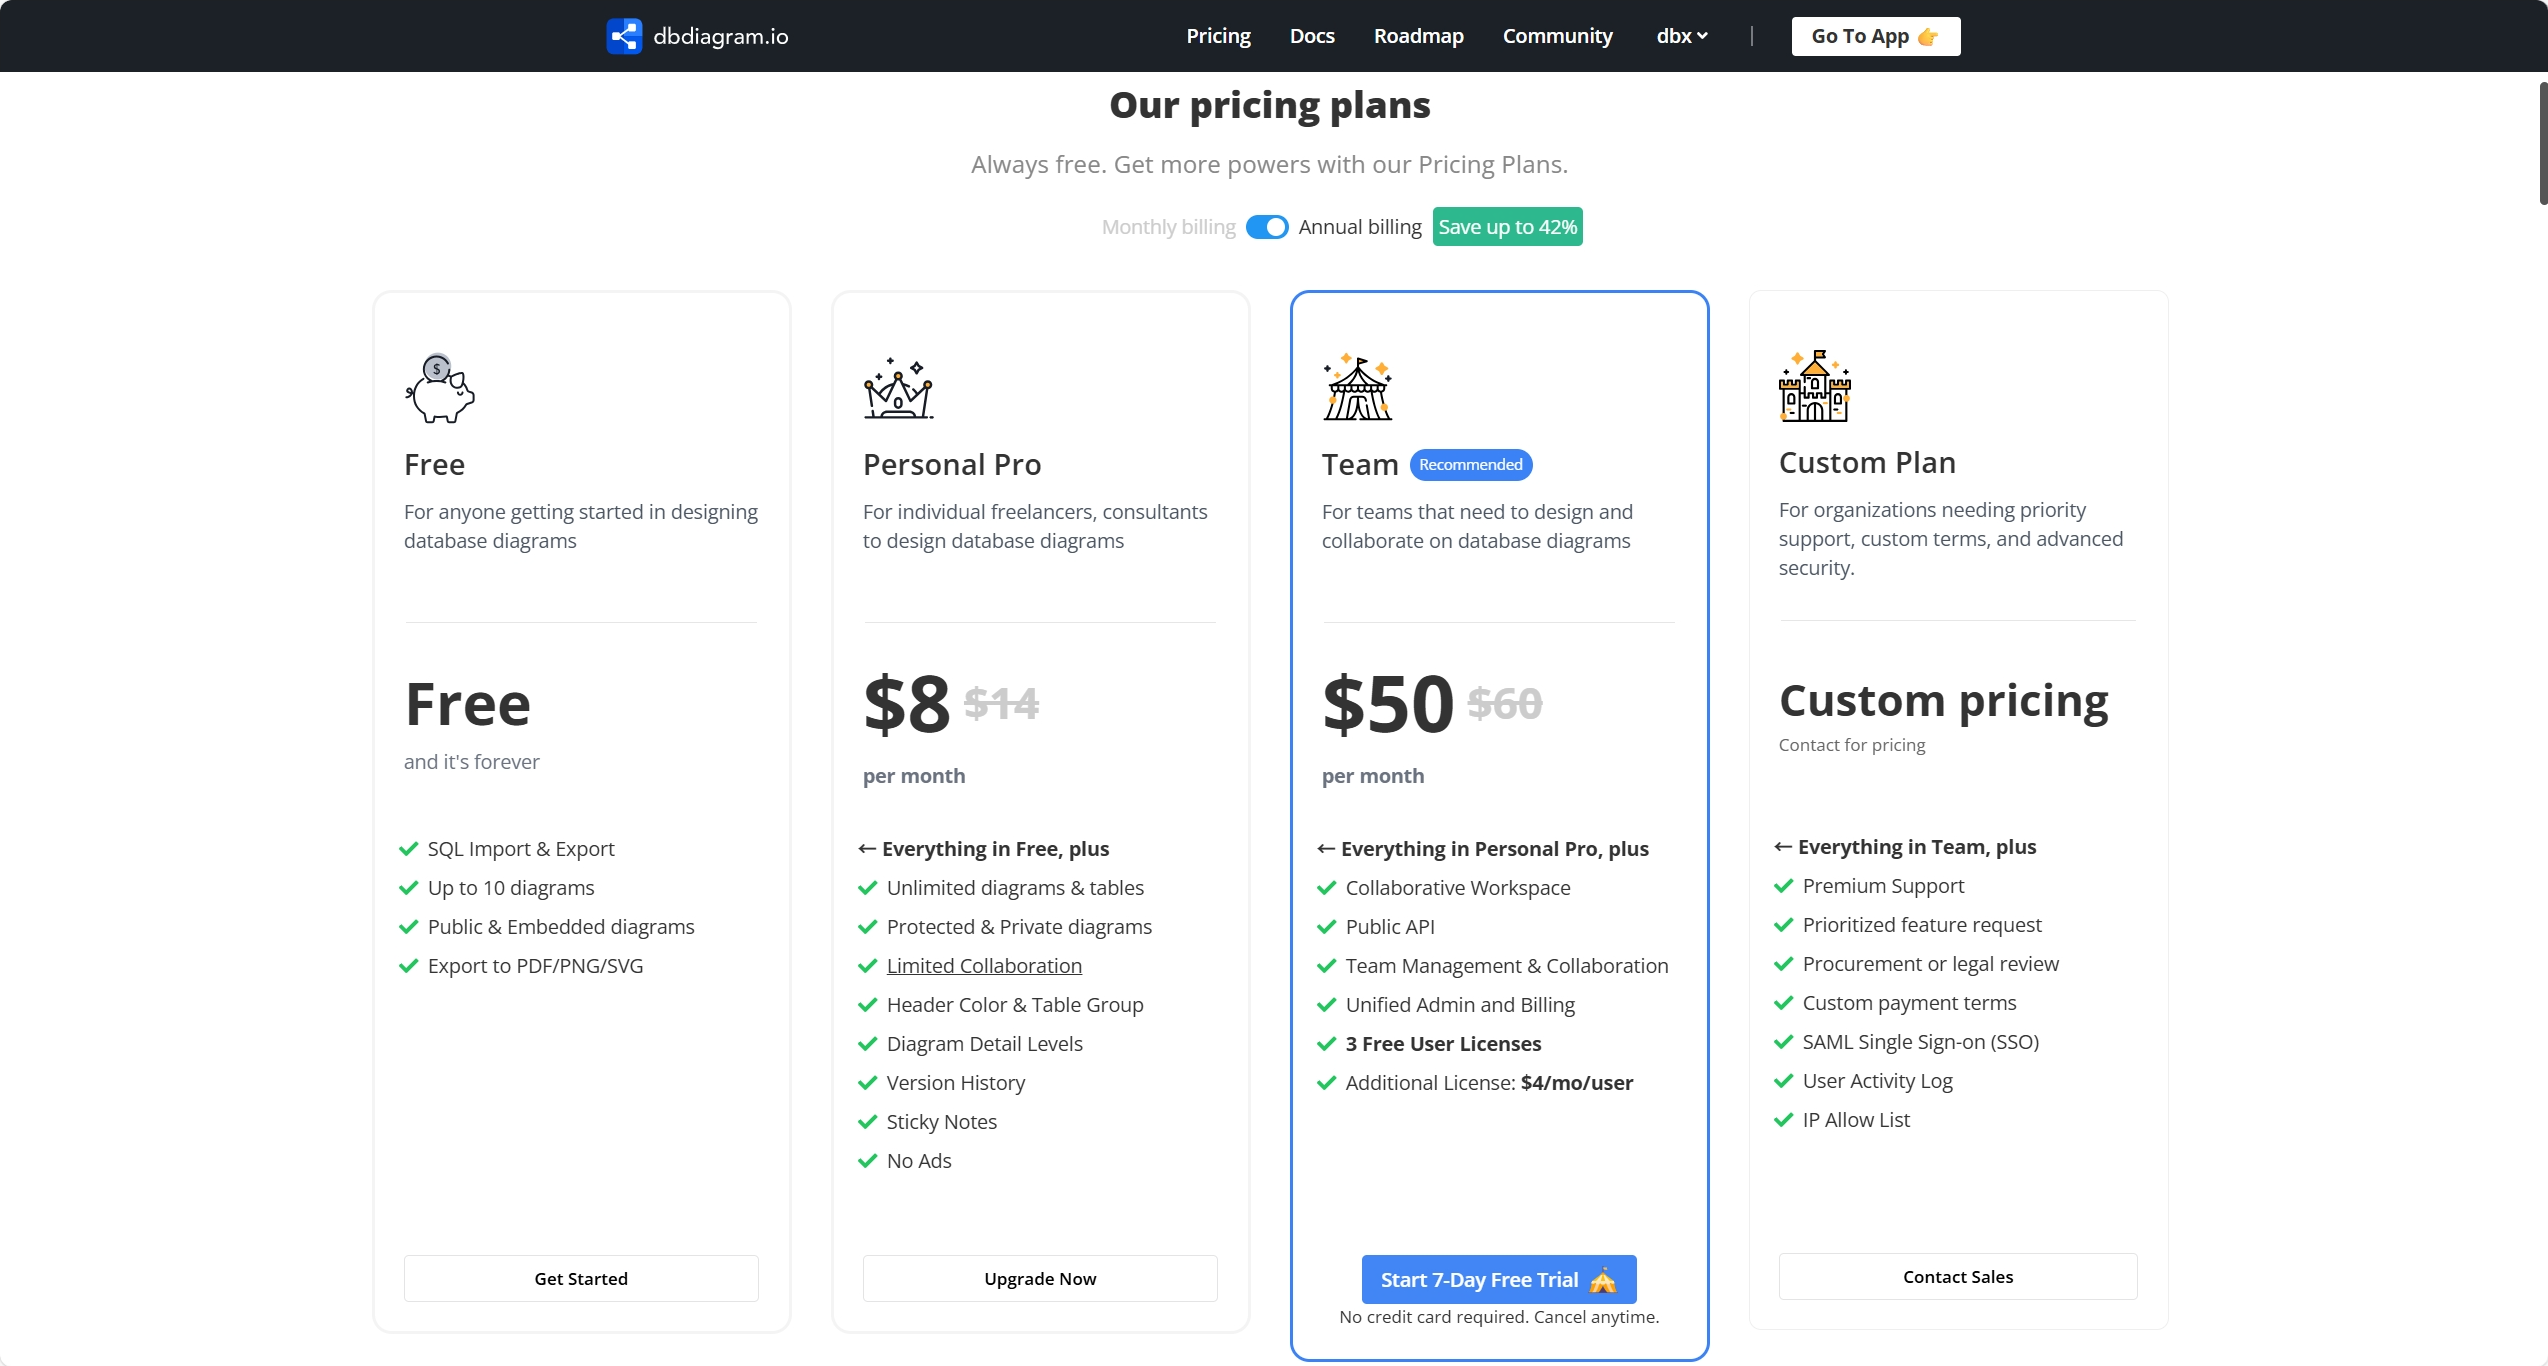 dbdiagram.io
Pricing
Docs
Roadmap
Community
dbx
Go To App 👉
Our pricing plans
Always free. Get more powers with our Pricing Plans.
Monthly billing
Annual billing
Save up to 42%
$
Free
For anyone getting started in designing
database diagrams
Free
and it's forever
SQL Import & Export
Up to 10 diagrams
Public & Embedded diagrams
Export to PDF/PNG/SVG
Get Started
Personal Pro
For individual freelancers, consultants
to design database diagrams
$8 $14
per month
← Everything in Free, plus
Unlimited diagrams & tables
Protected & Private diagrams
Limited Collaboration
Header Color & Table Group
Diagram Detail Levels
Version History
Sticky Notes
No Ads
Upgrade Now
Team Recommended
For teams that need to design and
collaborate on database diagrams
$50 $60
per month
← Everything in Personal Pro, plus
Collaborative Workspace
Public API
Team Management & Collaboration
Unified Admin and Billing
3 Free User Licenses
Additional License: $4/mo/user
Start 7-Day Free Trial 🎪
No credit card required. Cancel anytime.
Custom Plan
For organizations needing priority
support, custom terms, and advanced
security.
Custom pricing
Contact for pricing
← Everything in Team, plus
Premium Support
Prioritized feature request
Procurement or legal review
Custom payment terms
SAML Single Sign-on (SSO)
User Activity Log
IP Allow List
Contact Sales